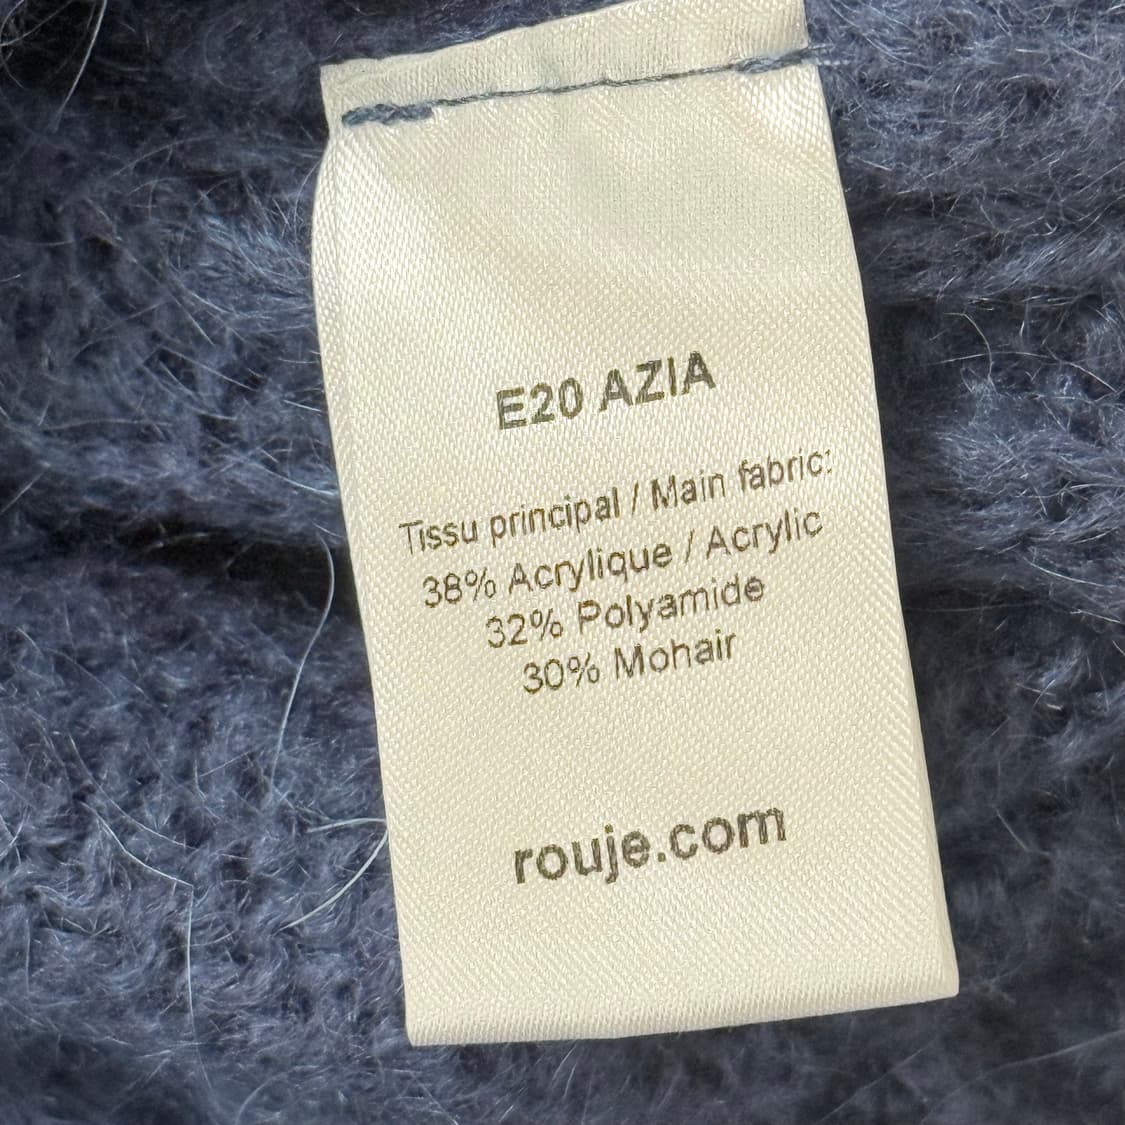 E20 AZIA
Tissu principal / Main fabric:
38% Acrylique / Acrylic
32% Polyamide
30% Mohair
rouje.com